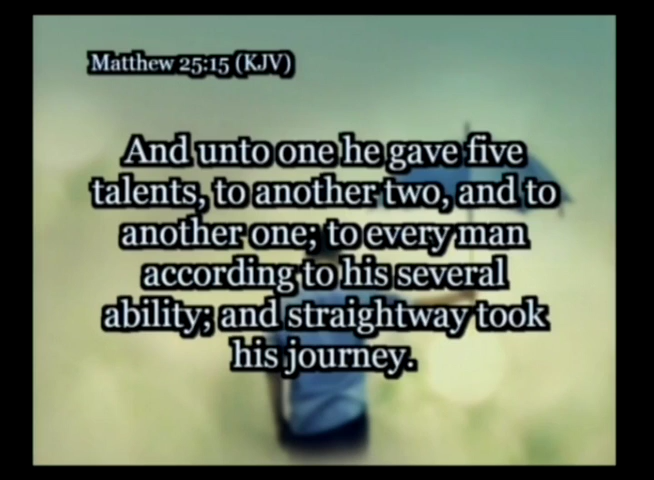 Matthew 25:15 (KJV)
And unto one he gave five
talents, to another two, and to
another one; to every man
according to his several
ability; and straightway took
his journey.